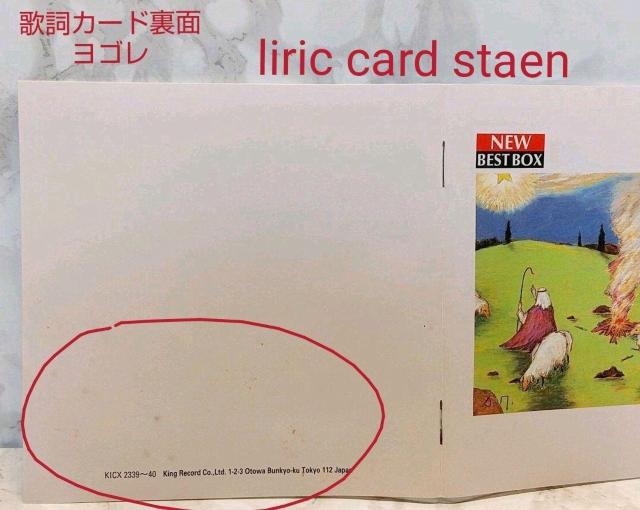 歌詞カード裏面
ヨゴレ
liric card staen
NEW
BEST BOX
KICX 2339〜40 King Record Co.,Ltd. 1-2-3 Otowa Bunkyo-ku Tokyo 112 Japan